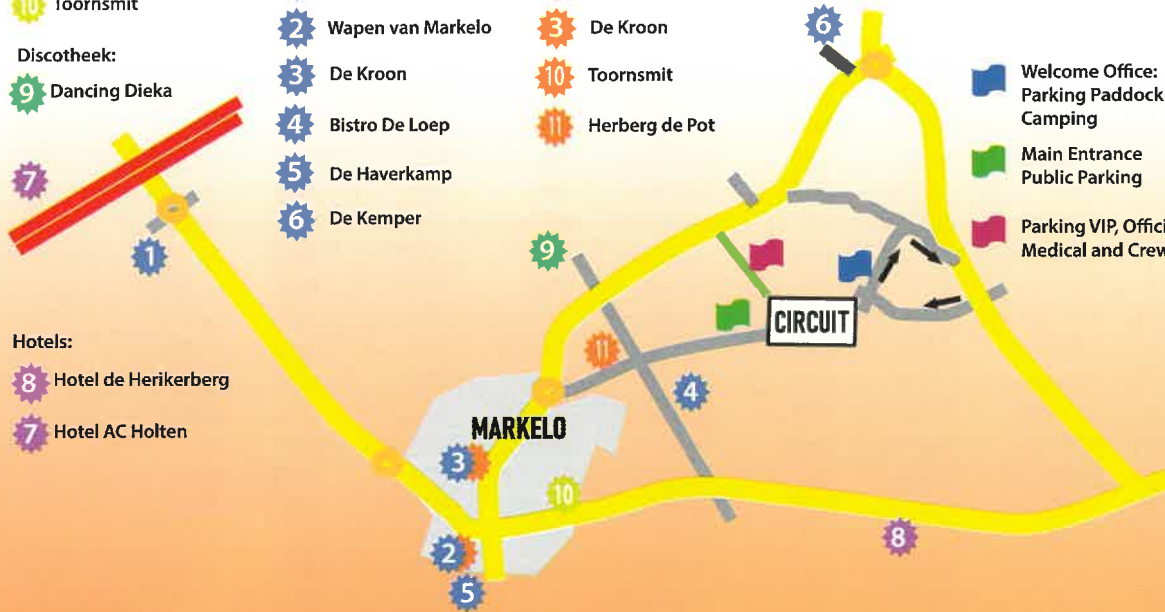 10 Toornsmit
Discotheek:
9 Dancing Dieka
7
1
Hotels:
8 Hotel de Herikerberg
7 Hotel AC Holten
2 Wapen van Markelo
3 De Kroon
4 Bistro De Loep
5 De Haverkamp
6 De Kemper
3 De Kroon
10 Toornsmit
11 Herberg de Pot
6
Welcome Office:
Parking Paddock
Camping
Main Entrance
Public Parking
Parking VIP, Offici
Medical and Crew
9
CIRCUIT
11
4
MARKELO
3
10
2
8
5